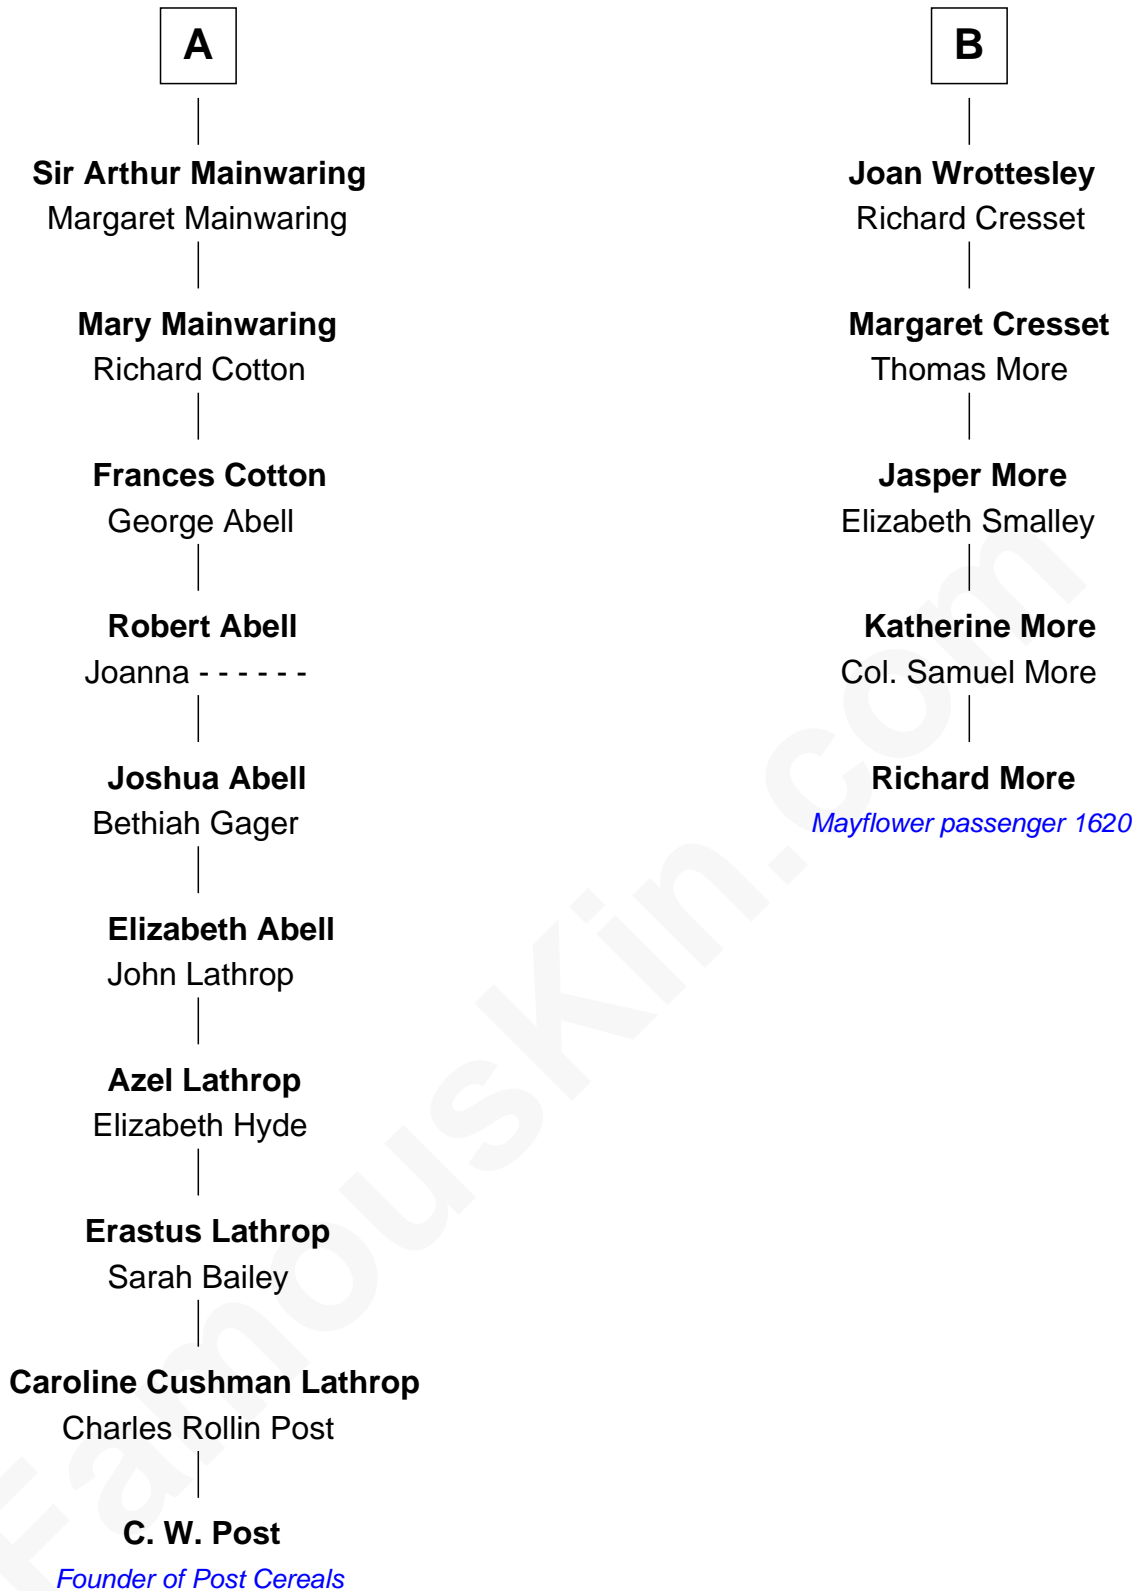 A
Sir Arthur Mainwaring
Margaret Mainwaring
Mary Mainwaring
Richard Cotton
Frances Cotton
George Abell
Robert Abell
Joanna - - - - - -
Joshua Abell
Bethiah Gager
Elizabeth Abell
John Lathrop
Azel Lathrop
Elizabeth Hyde
Erastus Lathrop
Sarah Bailey
Caroline Cushman Lathrop
Charles Rollin Post
C. W. Post
Founder of Post Cereals
B
Joan Wrottesley
Richard Cresset
Margaret Cresset
Thomas More
Jasper More
Elizabeth Smalley
Katherine More
Col. Samuel More
Richard More
Mayflower passenger 1620
FamousKin.com